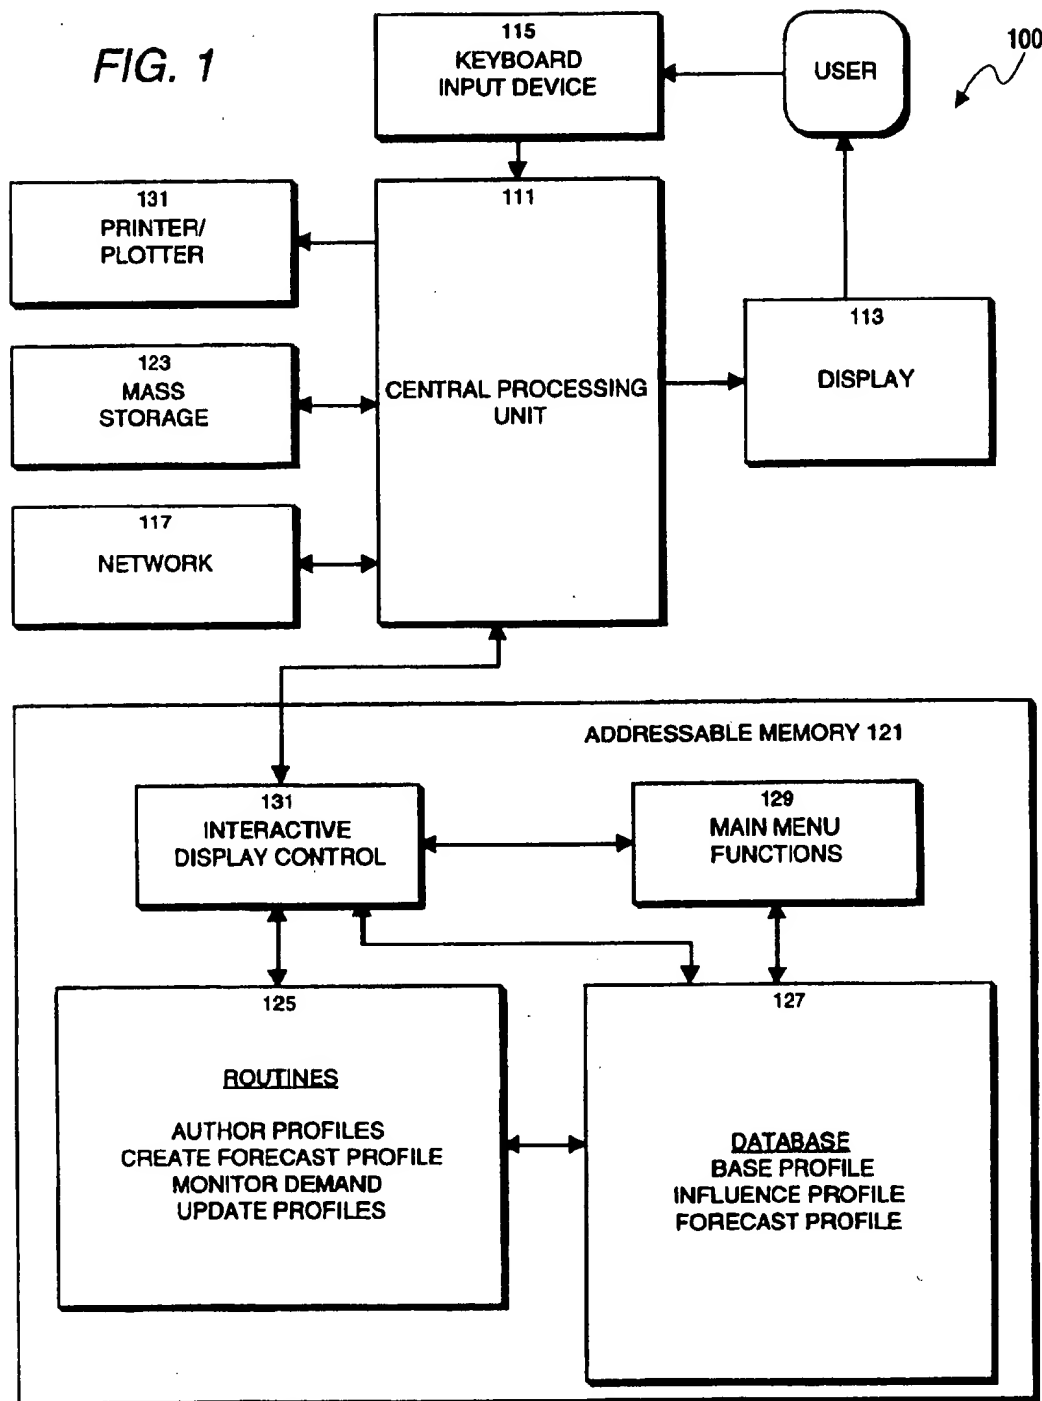 FIG. 1
115
KEYBOARD
INPUT DEVICE
USER
100
131
PRINTER/
PLOTTER
111
CENTRAL PROCESSING
UNIT
123
MASS
STORAGE
113
DISPLAY
117
NETWORK
ADDRESSABLE MEMORY 121
131
INTERACTIVE
DISPLAY CONTROL
129
MAIN MENU
FUNCTIONS
125
ROUTINES
AUTHOR PROFILES
CREATE FORECAST PROFILE
MONITOR DEMAND
UPDATE PROFILES
127
DATABASE
BASE PROFILE
INFLUENCE PROFILE
FORECAST PROFILE